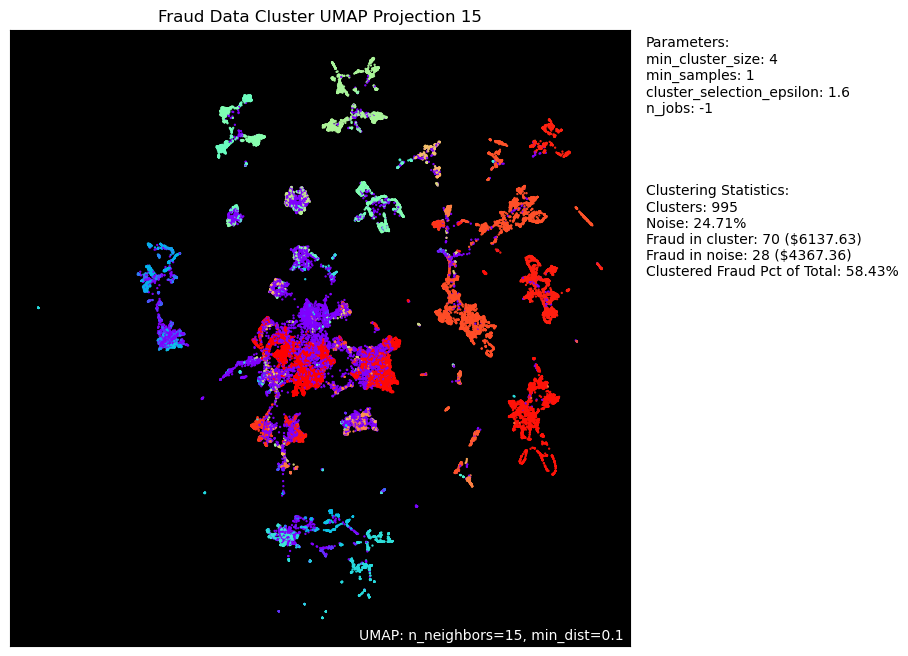 Fraud Data Cluster UMAP Projection 15
Parameters:
min_cluster_size: 4
min_samples: 1
cluster_selection_epsilon: 1.6
n_jobs: -1
Clustering Statistics:
Clusters: 995
Noise: 24.71%
Fraud in cluster: 70 ($6137.63)
Fraud in noise: 28 ($4367.36)
Clustered Fraud Pct of Total: 58.43%
UMAP: n_neighbors=15, min_dist=0.1